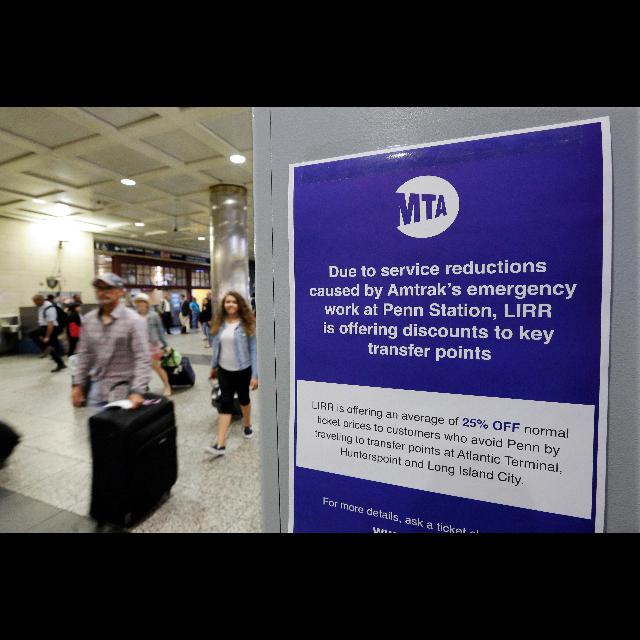 MTA
Due to service reductions
caused by Amtrak's emergency
work at Penn Station, LIRR
is offering discounts to key
transfer points
LIRR is offering an average of 25% OFF normal
ticket prices to customers who avoid Penn by
traveling to transfer points at Atlantic Terminal,
Hunterspoint and Long Island City.
For more details, ask a ticket